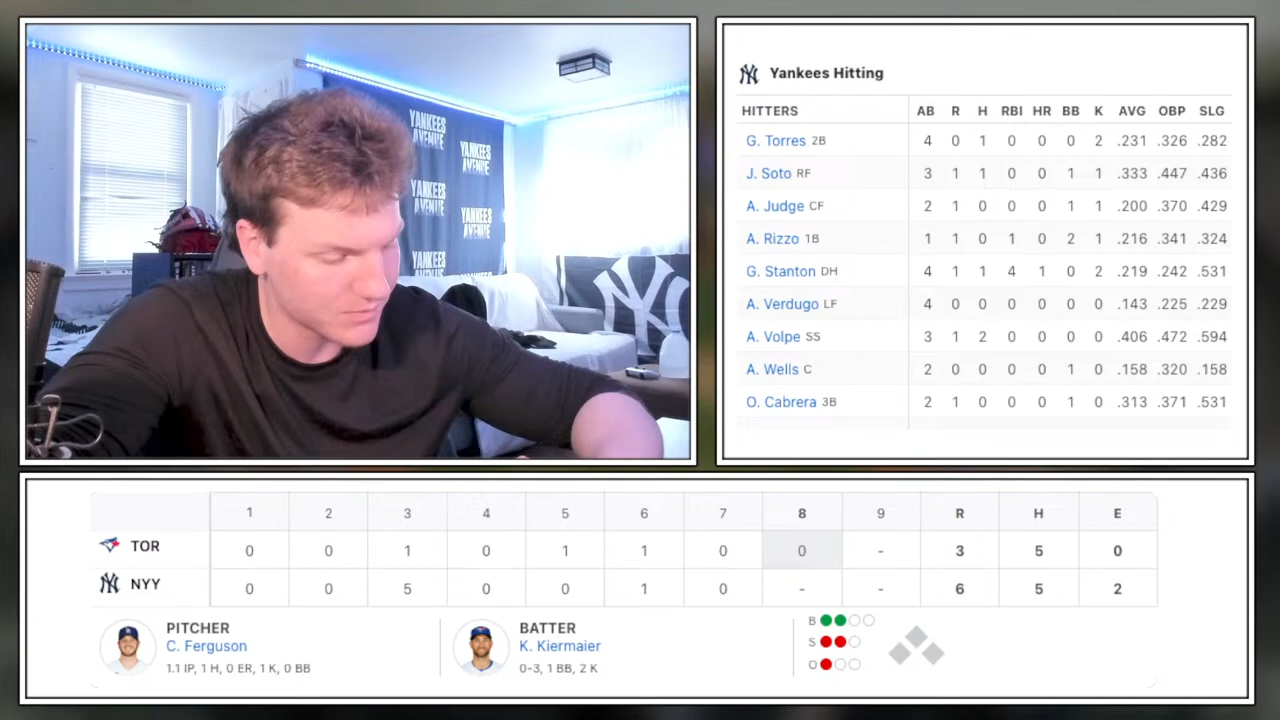 YANKEES AVENUE
YANKEES AVENUE
YANKEES AVENUE
YANKEES AVENUE
YANKEES
NY
Yankees Hitting
HITTERS AB H RBI HR BB K AVG OBP SLG
G. Torres 2B 4 0 1 0 0 0 2 .231 .326 .282
J. Soto RF 3 1 1 0 0 1 1 .333 .447 .436
A. Judge CF 2 1 0 0 0 1 1 .200 .370 .429
A. Rizzo 1B 1 1 0 1 0 2 1 .216 .341 .324
G. Stanton DH 4 1 1 4 1 0 2 .219 .242 .531
A. Verdugo LF 4 0 0 0 0 0 0 .143 .225 .229
A. Volpe SS 3 1 2 0 0 0 0 .406 .472 .594
A. Wells C 2 0 0 0 0 1 0 .158 .320 .158
O. Cabrera 3B 2 1 0 0 0 1 0 .313 .371 .531
1 2 3 4 5 6 7 8 9 R H E
TOR 0 0 1 0 1 1 0 0 - 3 5 0
NYY 0 0 5 0 0 1 0 - - 6 5 2
PITCHER
C. Ferguson
1.1 IP, 1 H, 0 ER, 1 K, 0 BB
BATTER
K. Kiermaier
0-3, 1 BB, 2 K
B
S
O